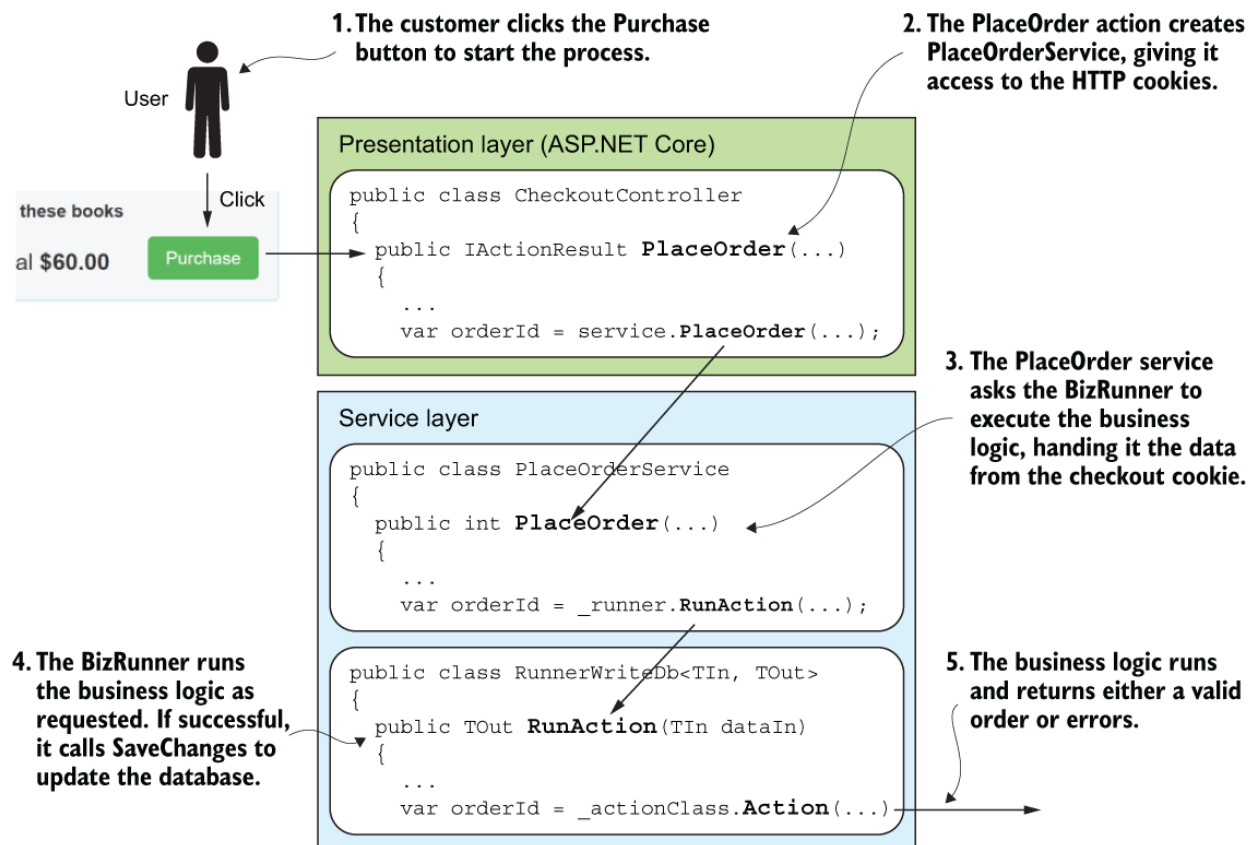 1. The customer clicks the Purchase
button to start the process.
2. The PlaceOrder action creates
PlaceOrderService, giving it
access to the HTTP cookies.
User
Click
these books
al $60.00
Purchase
Presentation layer (ASP.NET Core)
public class CheckoutController
{
public IActionResult PlaceOrder(...)
{
...
var orderId = service.PlaceOrder(...);
3. The PlaceOrder service
asks the BizRunner to
execute the business
logic, handing it the data
from the checkout cookie.
Service layer
public class PlaceOrderService
{
public int PlaceOrder(...)
{
...
var orderId = _runner.RunAction(...);
4. The BizRunner runs
the business logic as
requested. If successful,
it calls SaveChanges to
update the database.
public class RunnerWriteDb<TIn, TOut>
{
public TOut RunAction(TIn dataIn)
{
...
var orderId = _actionClass.Action(...)
5. The business logic runs
and returns either a valid
order or errors.